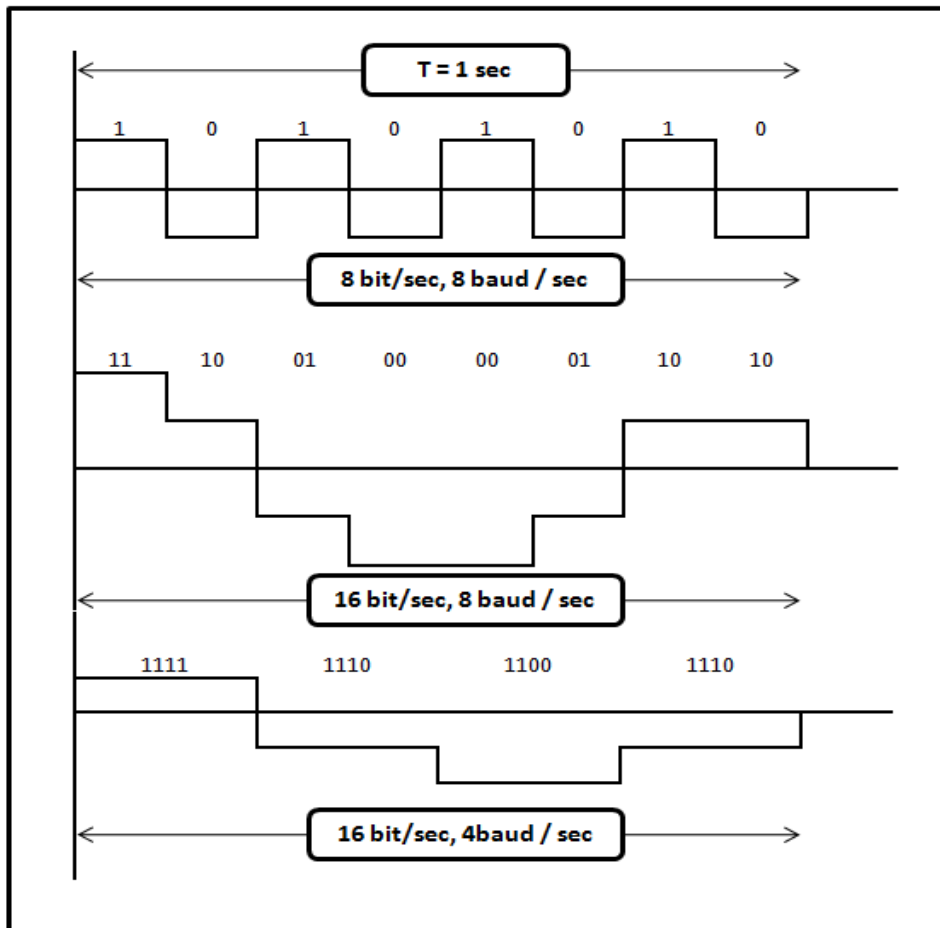 T = 1 sec
1 0 1 0 1 0 1 0
8 bit/sec, 8 baud / sec
11 10 01 00 00 01 10 10
16 bit/sec, 8 baud / sec
1111 1110 1100 1110
16 bit/sec, 4baud / sec